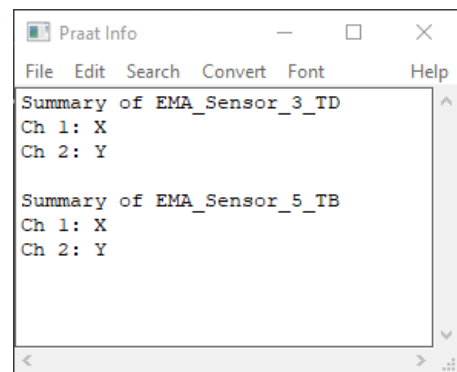 Praat Info
File Edit Search Convert Font Help
Summary of EMA_Sensor_3_TD
Ch 1: X
Ch 2: Y
Summary of EMA_Sensor_5_TB
Ch 1: X
Ch 2: Y